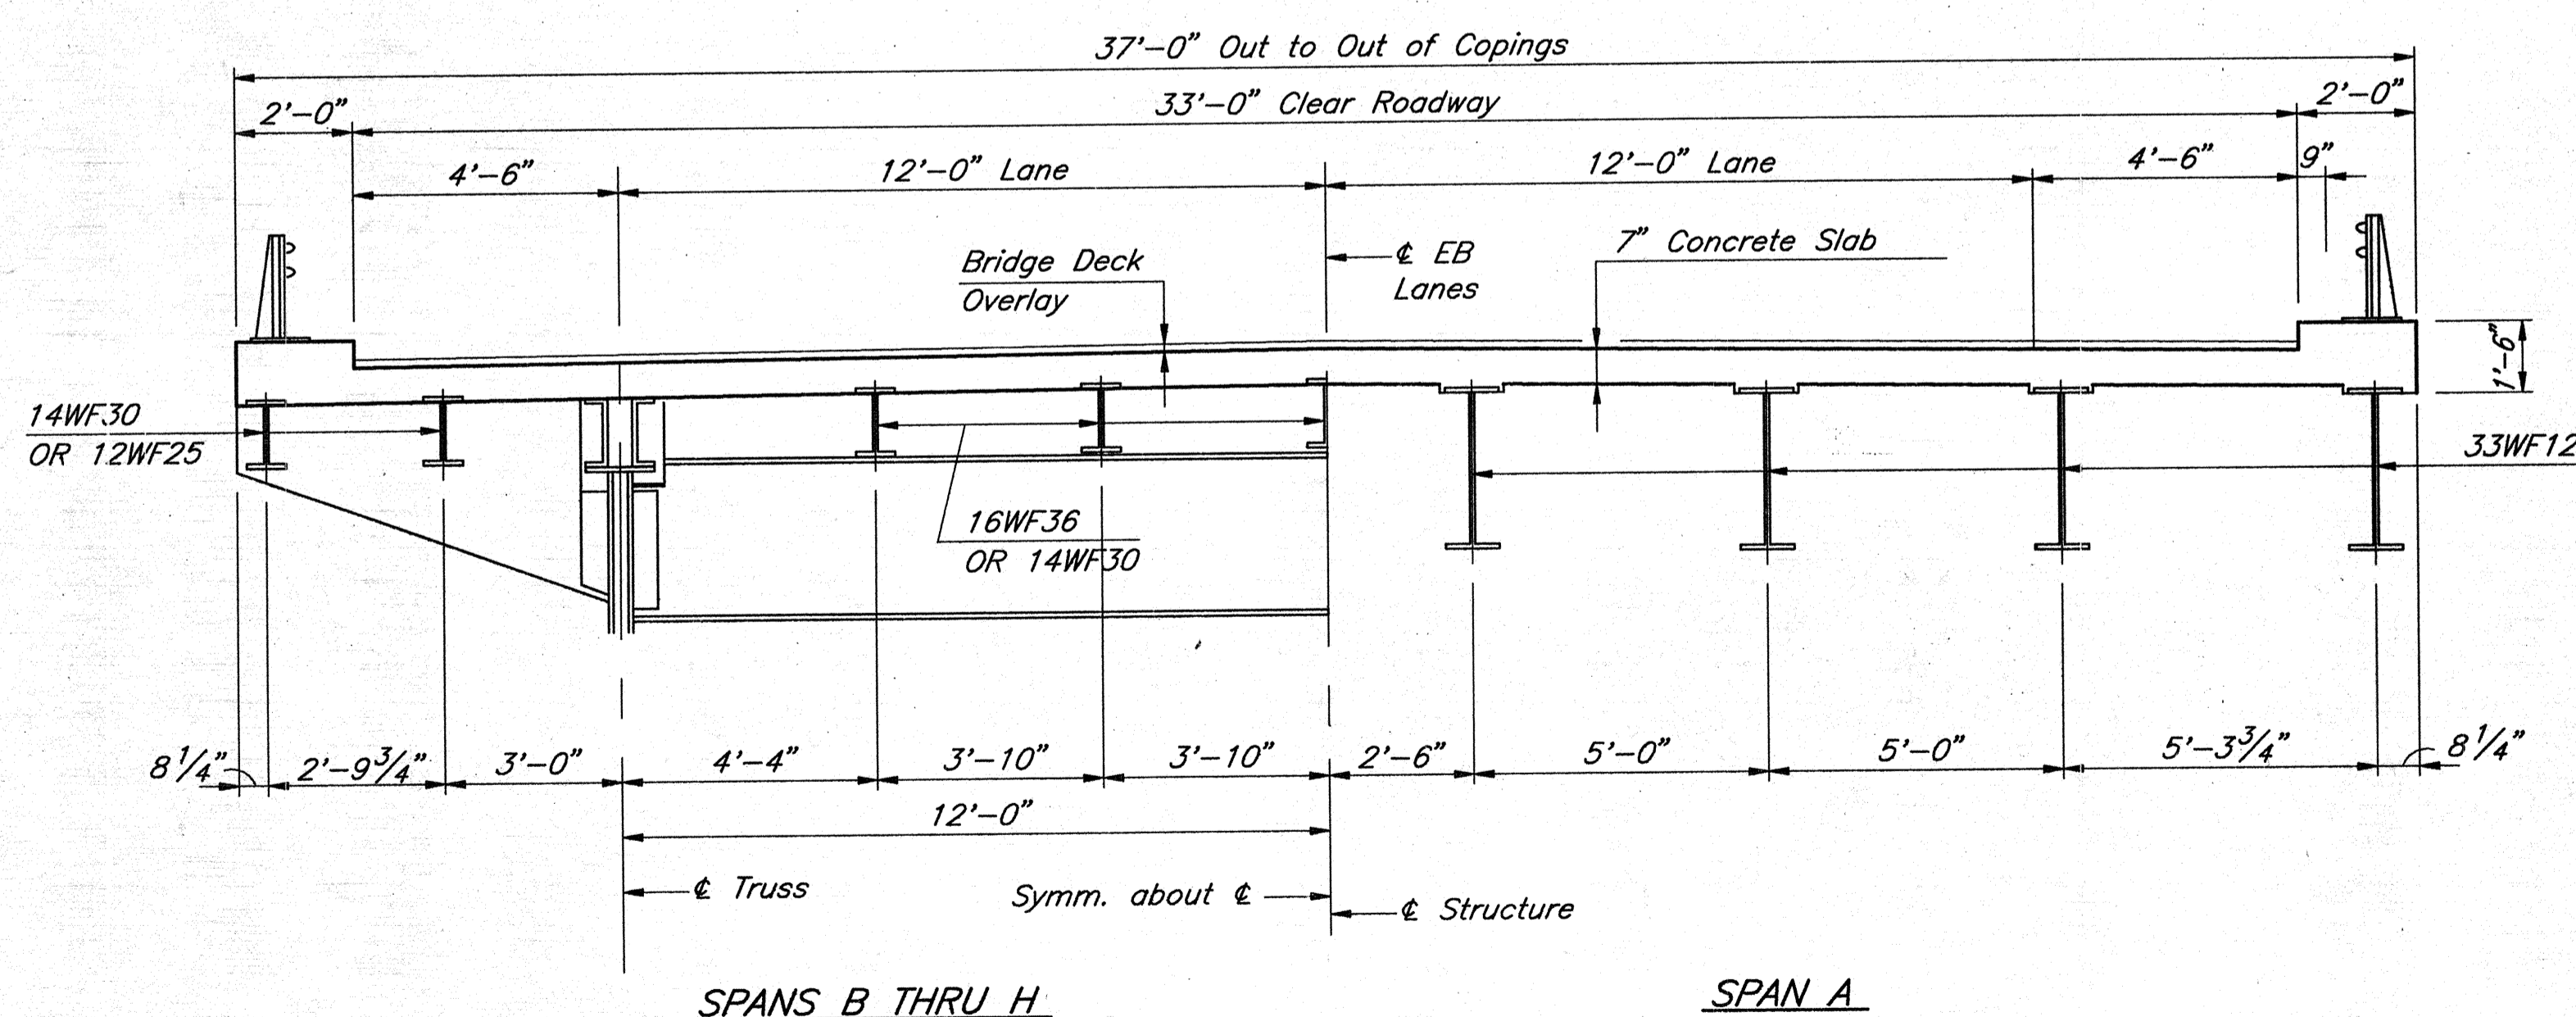 37'-0" Out to Out of Copings
2'-0"
33'-0" Clear Roadway
2'-0"
4'-6"
12'-0" Lane
12'-0" Lane
4'-6"
9"
Bridge Deck
Overlay
℄ EB
Lanes
7" Concrete Slab
1'-6"
14WF30
OR 12WF25
16WF36
OR 14WF30
33WF12
8 1/4"
2'-9 3/4"
3'-0"
4'-4"
3'-10"
3'-10"
2'-6"
5'-0"
5'-0"
5'-3 3/4"
8 1/4"
12'-0"
℄ Truss
Symm. about ℄
℄ Structure
SPANS B THRU H
SPAN A